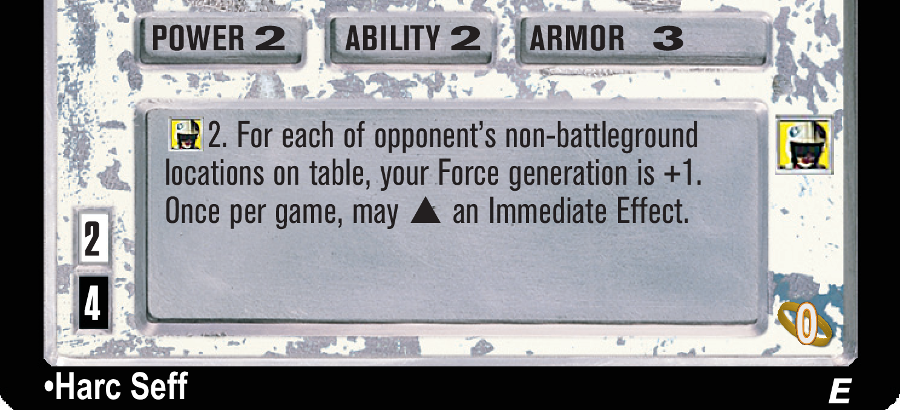 POWER 2 ABILITY 2 ARMOR 3
2. For each of opponent's non-battleground
locations on table, your Force generation is +1.
Once per game, may ▲ an Immediate Effect.
2
4
0
•Harc Seff E